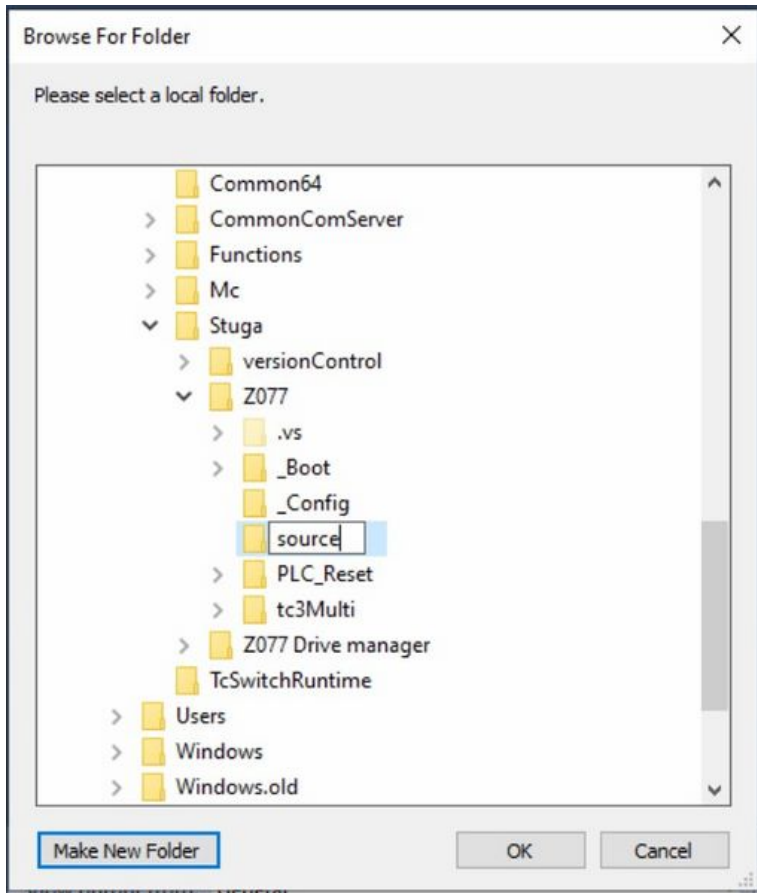 Browse For Folder
Please select a local folder.
Common64
CommonComServer
Functions
Mc
Stuga
versionControl
Z077
.vs
_Boot
_Config
source
PLC_Reset
tc3Multi
Z077 Drive manager
TcSwitchRuntime
Users
Windows
Windows.old
Make New Folder
OK
Cancel